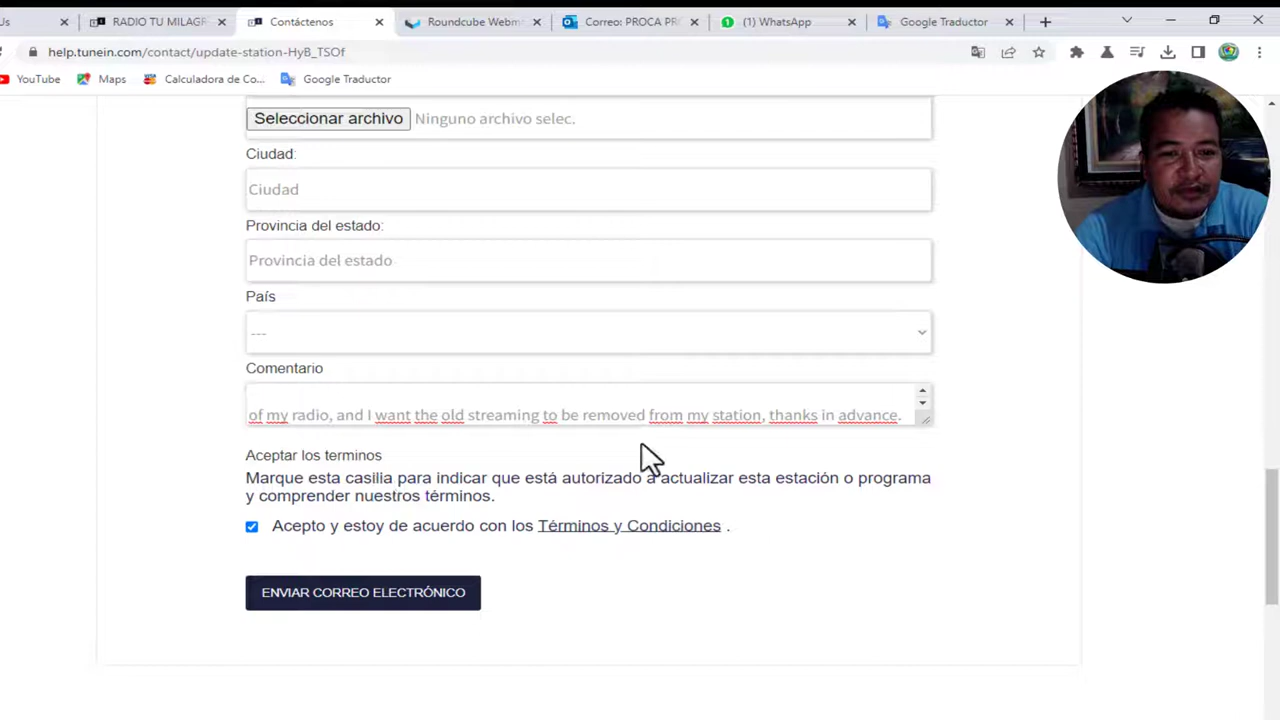 Us
RADIO TU MILAGR
Contáctenos
Roundcube Webm
Correo: PROCA PR
(1) WhatsApp
Google Traductor
help.tunein.com/contact/update-station-HyB_TSOf
YouTube
Maps
Calculadora de Co...
Google Traductor
Seleccionar archivo Ninguno archivo selec.
Ciudad:
Ciudad
Provincia del estado:
Provincia del estado
País
---
Comentario
of my radio, and I want the old streaming to be removed from my station, thanks in advance.
Aceptar los terminos
Marque esta casilia para indicar que está autorizado a actualizar esta estación o programa
y comprender nuestros términos.
Acepto y estoy de acuerdo con los Términos y Condiciones .
ENVIAR CORREO ELECTRÓNICO